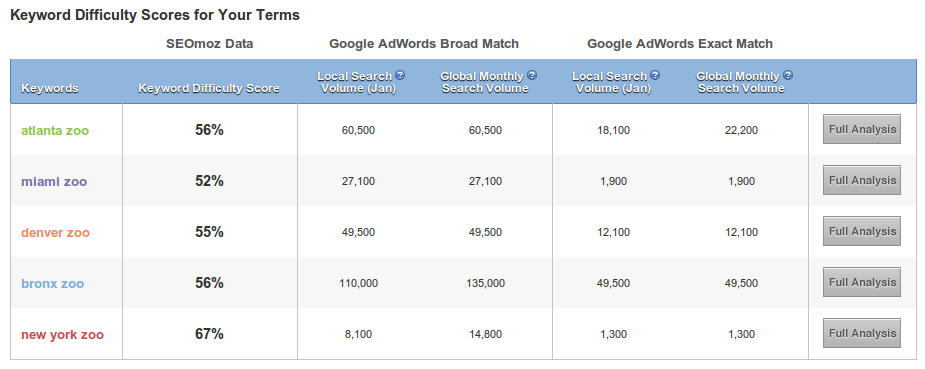 Keyword Difficulty Scores for Your Terms
SEOmoz Data Google AdWords Broad Match Google AdWords Exact Match
Keywords Keyword Difficulty Score Local Search ? Volume (Jan) Global Monthly ? Search Volume Local Search ? Volume (Jan) Global Monthly ? Search Volume
atlanta zoo 56% 60,500 60,500 18,100 22,200 Full Analysis
miami zoo 52% 27,100 27,100 1,900 1,900 Full Analysis
denver zoo 55% 49,500 49,500 12,100 12,100 Full Analysis
bronx zoo 56% 110,000 135,000 49,500 49,500 Full Analysis
new york zoo 67% 8,100 14,800 1,300 1,300 Full Analysis